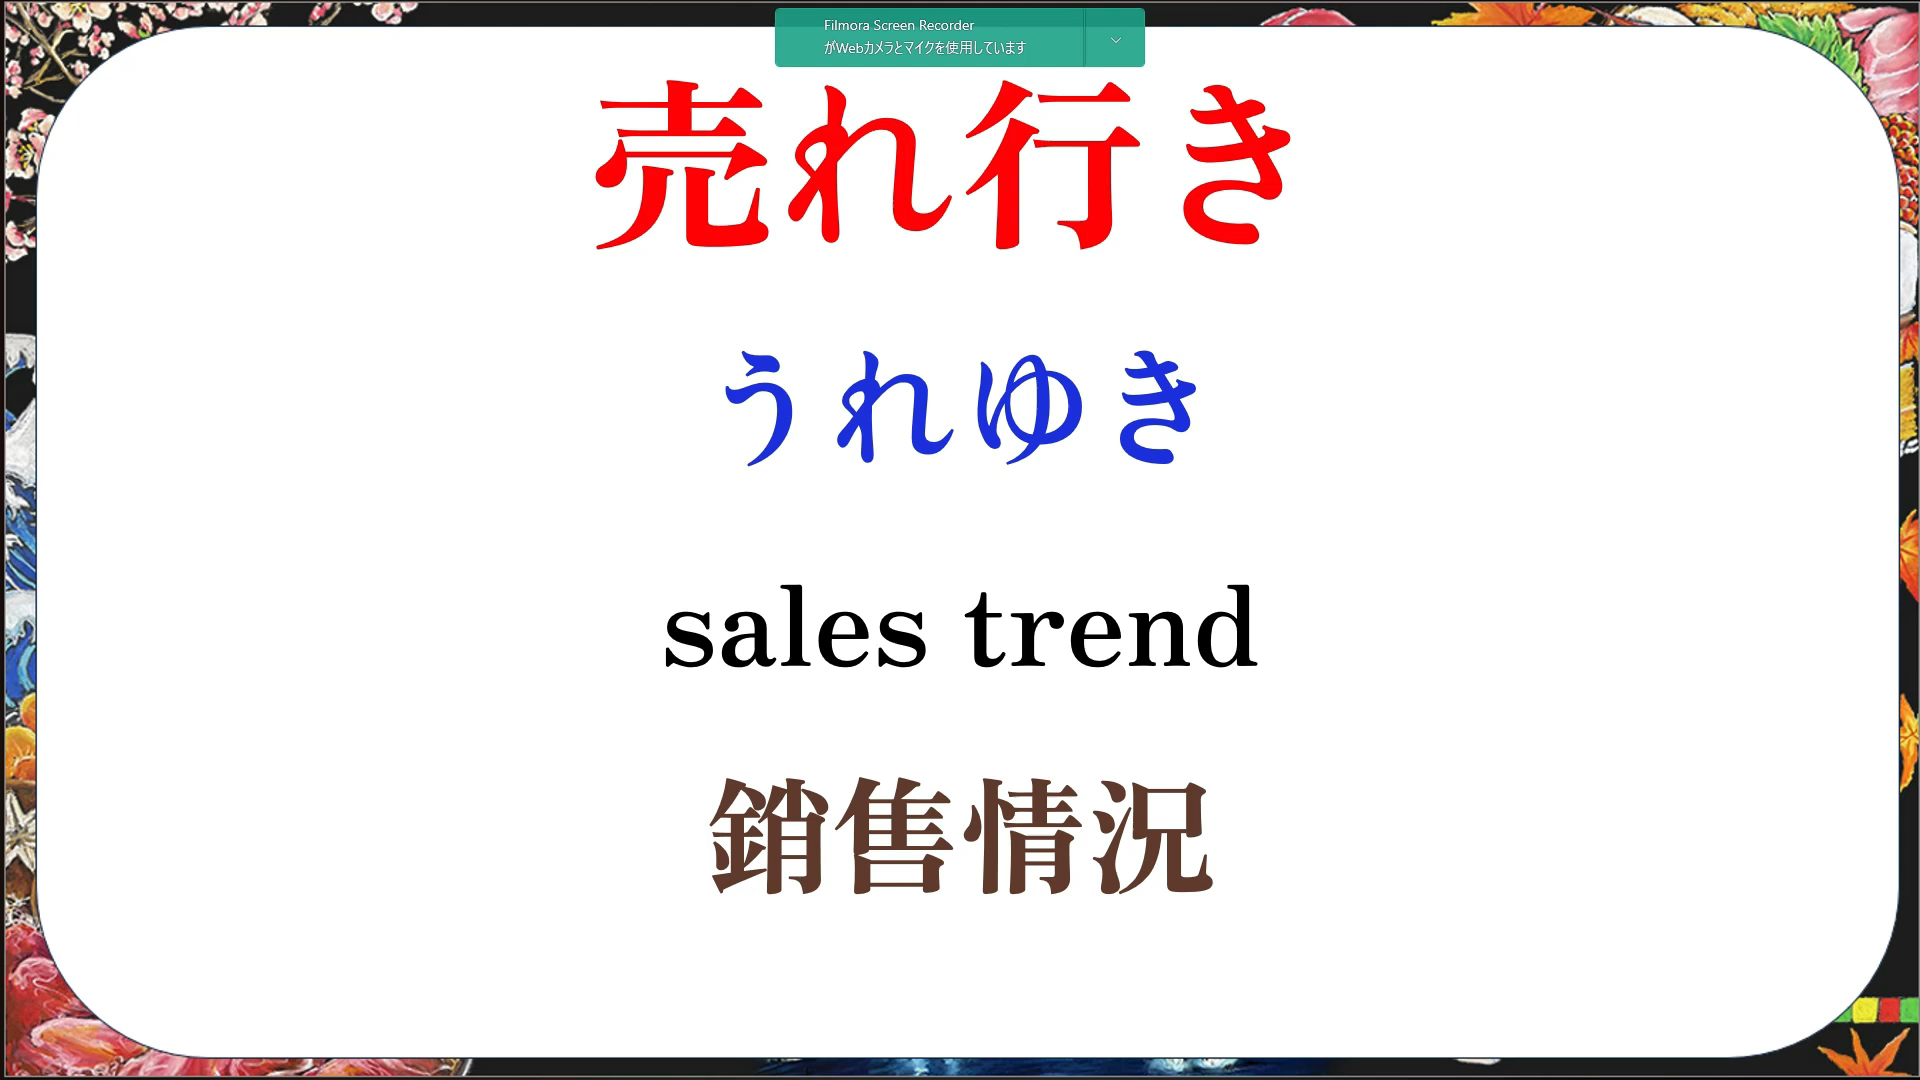 Filmora Screen Recorder
がWebカメラとマイクを使用しています
売れ行き
うれゆき
sales trend
銷售情況